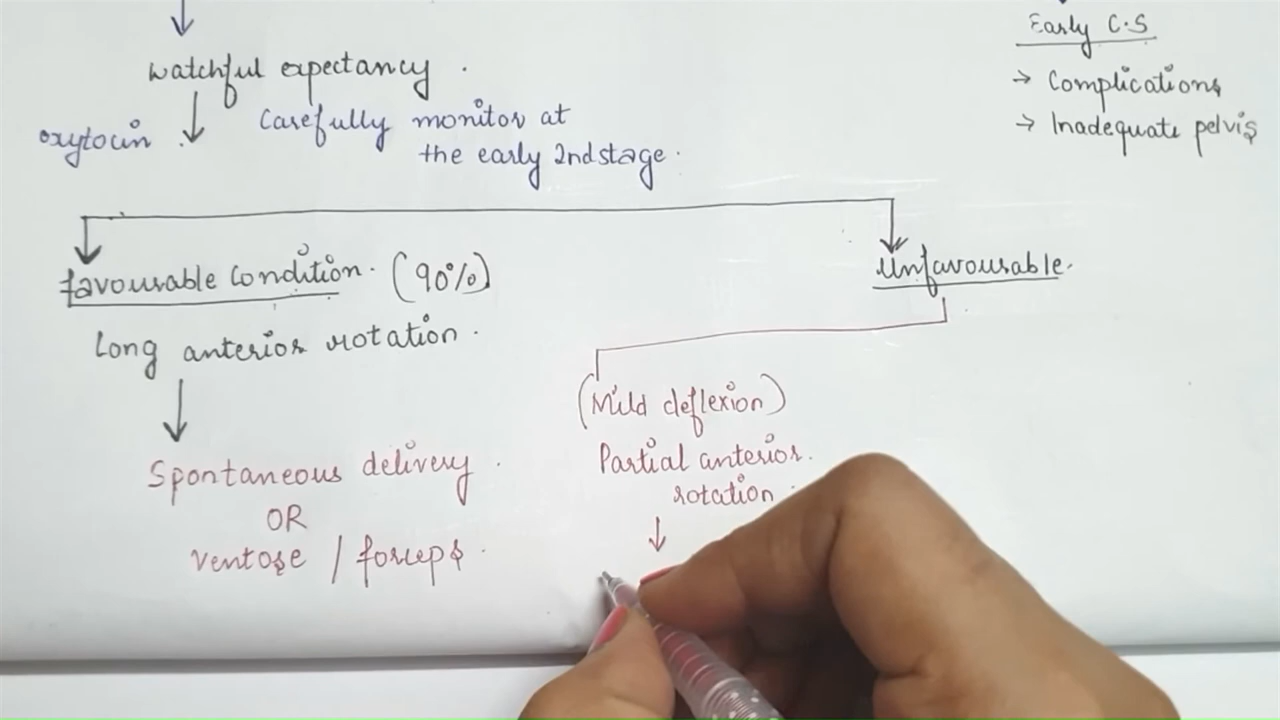 Early C.S
→ Complications
→ Inadequate pelvis
watchful expectancy.
oxytocin. Carefully monitor at
the early 2nd stage.
favourable condition. (90%)
Long anterior rotation.
Spontaneous delivery.
OR
ventose / forceps.
Unfavourable.
(Mild deflexion)
Partial anterior.
rotation.